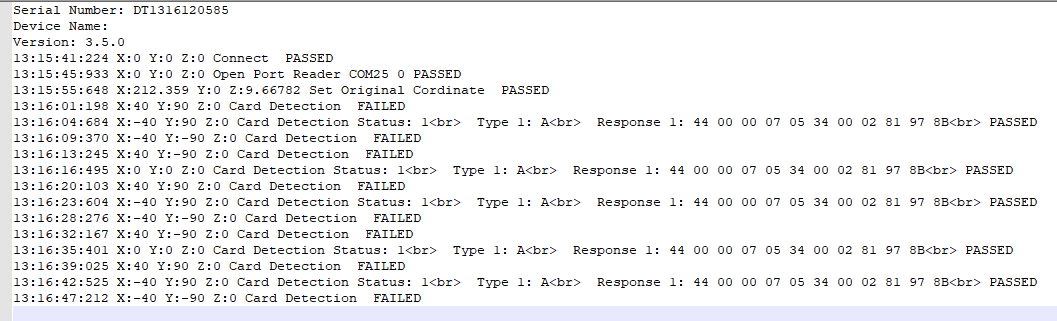 Serial Number: DT1316120585
Device Name:
Version: 3.5.0
13:15:41:224 X:0 Y:0 Z:0 Connect  PASSED
13:15:45:933 X:0 Y:0 Z:0 Open Port Reader COM25 0 PASSED
13:15:55:648 X:212.359 Y:0 Z:9.66782 Set Original Cordinate  PASSED
13:16:01:198 X:40 Y:90 Z:0 Card Detection  FAILED
13:16:04:684 X:-40 Y:90 Z:0 Card Detection Status: 1<br>  Type 1: A<br>  Response 1: 44 00 00 07 05 34 00 02 81 97 8B<br> PASSED
13:16:09:370 X:-40 Y:-90 Z:0 Card Detection  FAILED
13:16:13:245 X:40 Y:-90 Z:0 Card Detection  FAILED
13:16:16:495 X:0 Y:0 Z:0 Card Detection Status: 1<br>  Type 1: A<br>  Response 1: 44 00 00 07 05 34 00 02 81 97 8B<br> PASSED
13:16:20:103 X:40 Y:90 Z:0 Card Detection  FAILED
13:16:23:604 X:-40 Y:90 Z:0 Card Detection Status: 1<br>  Type 1: A<br>  Response 1: 44 00 00 07 05 34 00 02 81 97 8B<br> PASSED
13:16:28:276 X:-40 Y:-90 Z:0 Card Detection  FAILED
13:16:32:167 X:40 Y:-90 Z:0 Card Detection  FAILED
13:16:35:401 X:0 Y:0 Z:0 Card Detection Status: 1<br>  Type 1: A<br>  Response 1: 44 00 00 07 05 34 00 02 81 97 8B<br> PASSED
13:16:39:025 X:40 Y:90 Z:0 Card Detection  FAILED
13:16:42:525 X:-40 Y:90 Z:0 Card Detection Status: 1<br>  Type 1: A<br>  Response 1: 44 00 00 07 05 34 00 02 81 97 8B<br> PASSED
13:16:47:212 X:-40 Y:-90 Z:0 Card Detection  FAILED